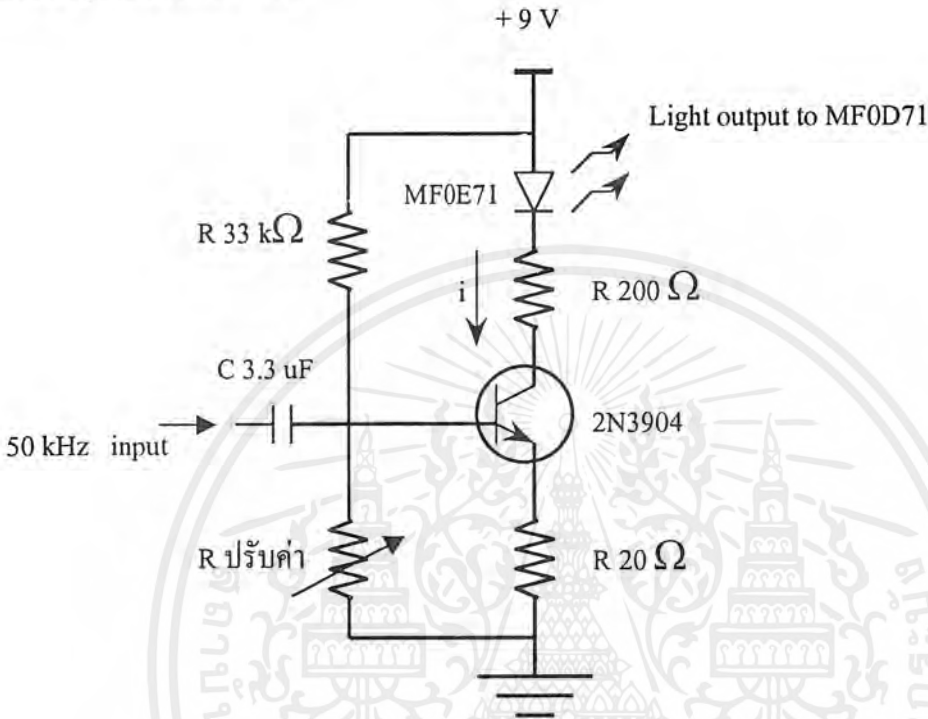 + 9 V
Light output to MF0D71
MF0E71
R 33 kΩ
i
R 200 Ω
C 3.3 uF
2N3904
50 kHz input
R ปรับค่า
R 20 Ω